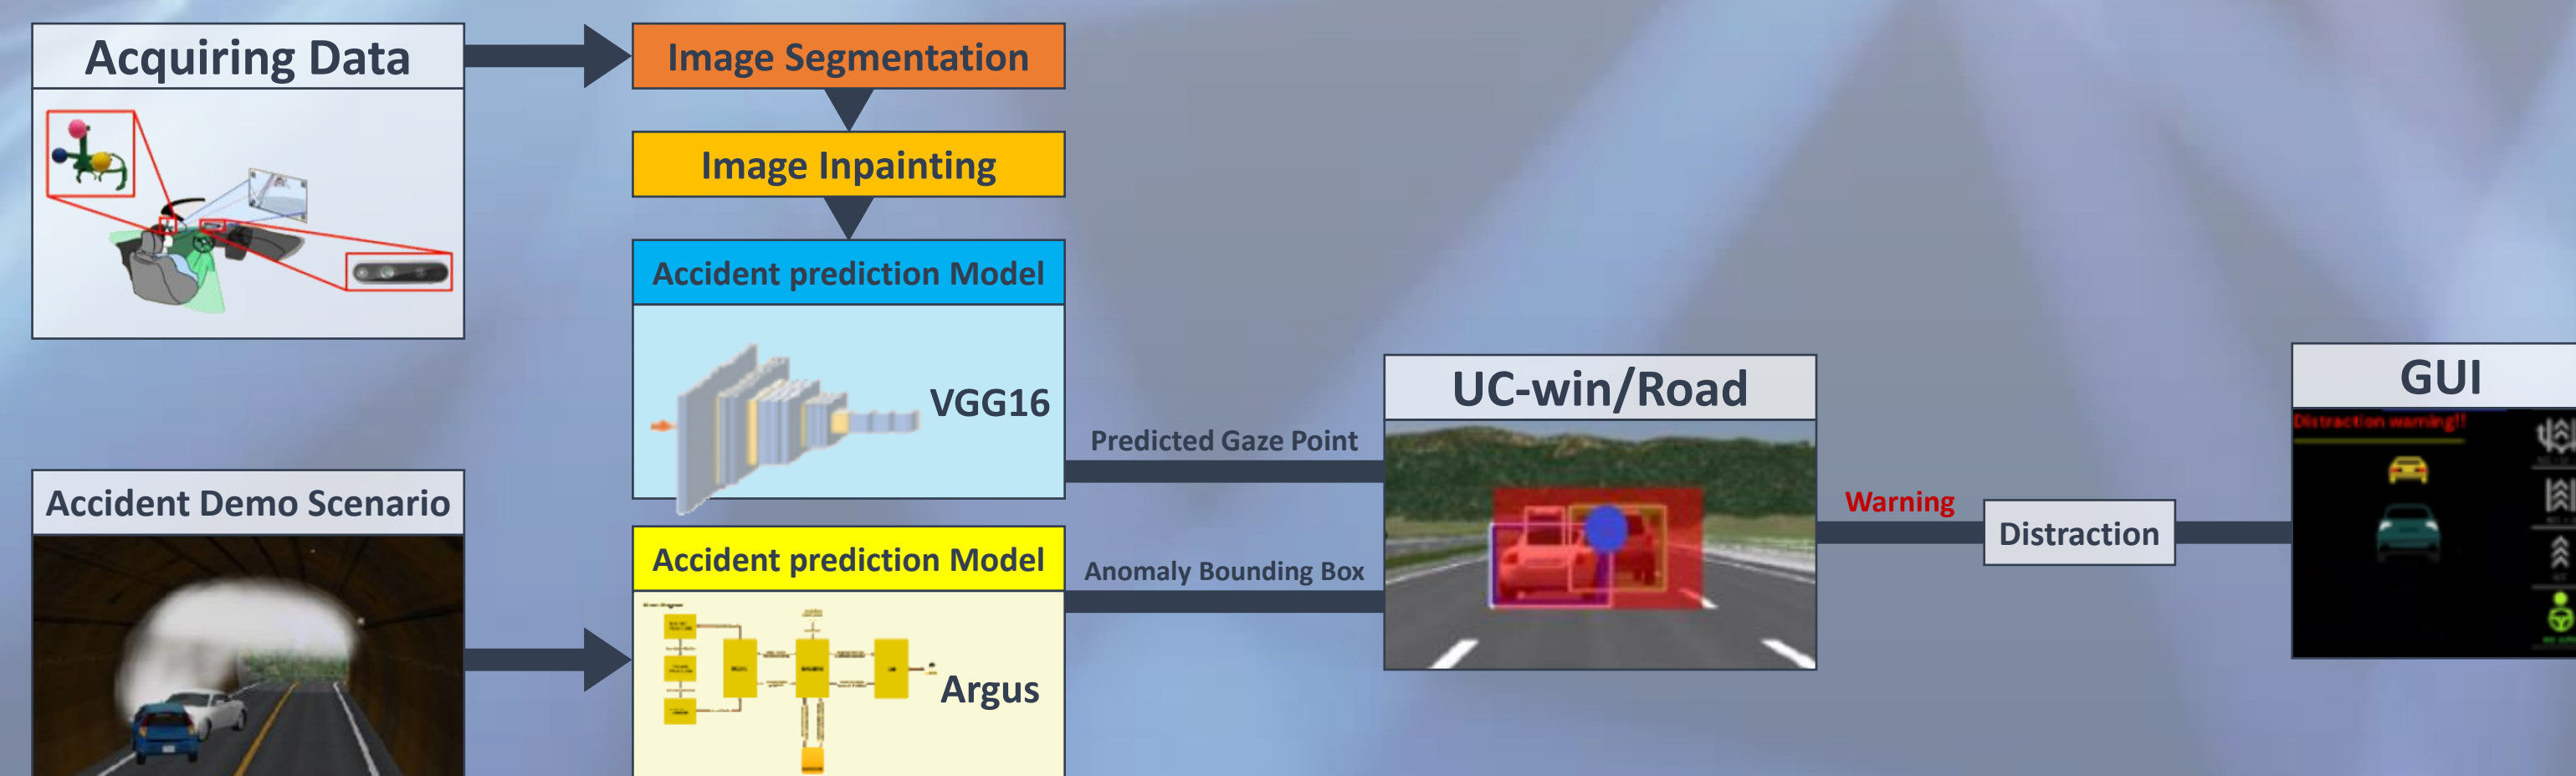 Acquiring Data
Image Segmentation
Image Inpainting
Accident prediction Model
VGG16
Accident Demo Scenario
Accident prediction Model
Argus
Predicted Gaze Point
Anomaly Bounding Box
UC-win/Road
Warning
Distraction
GUI
Distraction warning!!